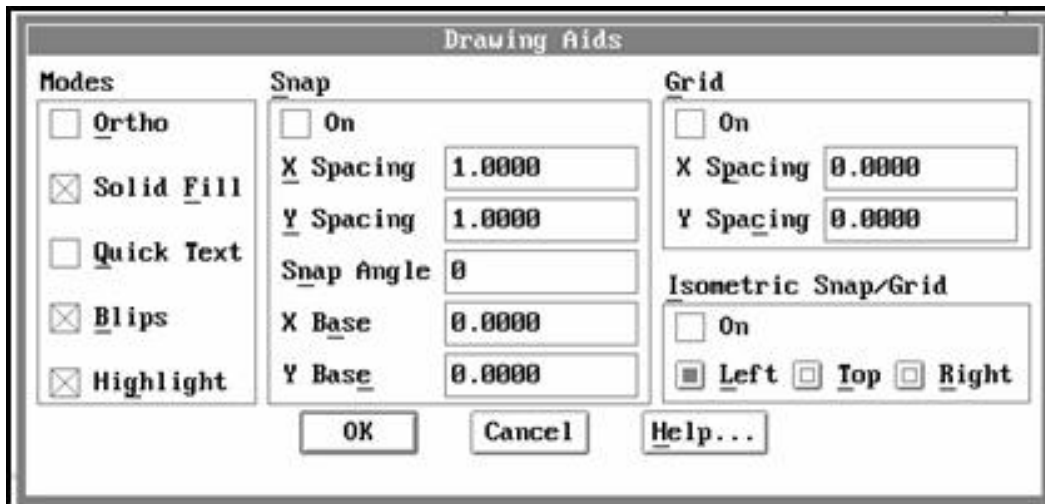 Drawing Aids
Modes
Ortho
Solid Fill
Quick Text
Blips
Highlight
Snap
On
X Spacing 1.0000
Y Spacing 1.0000
Snap Angle 0
X Base 0.0000
Y Base 0.0000
Grid
On
X Spacing 0.0000
Y Spacing 0.0000
Isometric Snap/Grid
On
Left Top Right
OK Cancel Help...